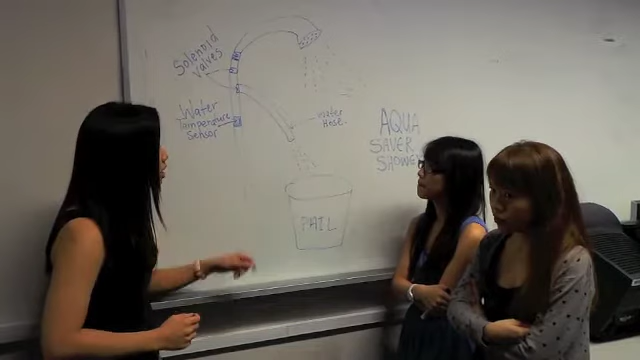 Solenoid
Valves
Water
Temperature
Sensor
Water
Hose.
AQUA
SAVER
SHOWER
PAIL